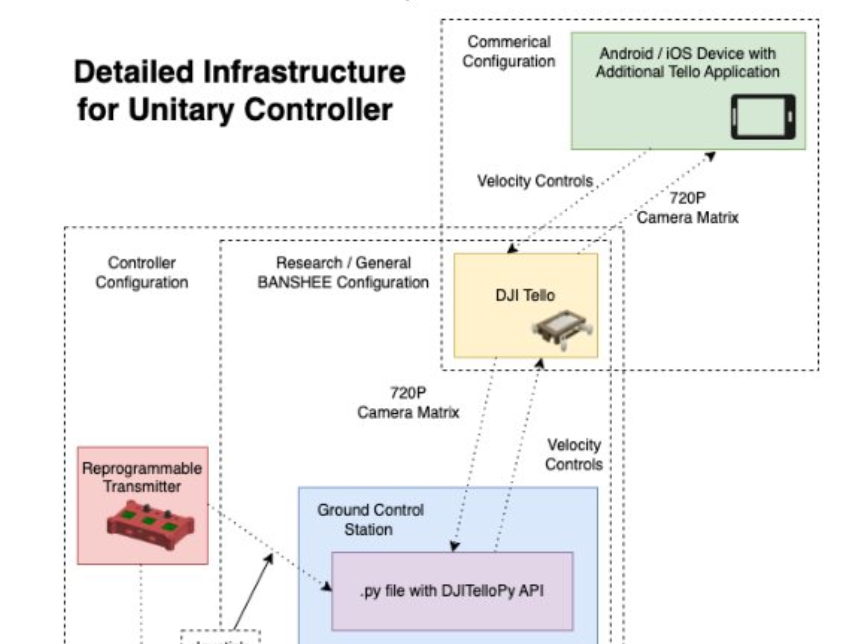 Detailed Infrastructure
for Unitary Controller
Commerical
Configuration
Android / iOS Device with
Additional Tello Application
Velocity Controls
720P
Camera Matrix
Controller
Configuration
Research / General
BANSHEE Configuration
DJI Tello
720P
Camera Matrix
Velocity
Controls
Reprogrammable
Transmitter
Ground Control
Station
.py file with DJITelloPy API